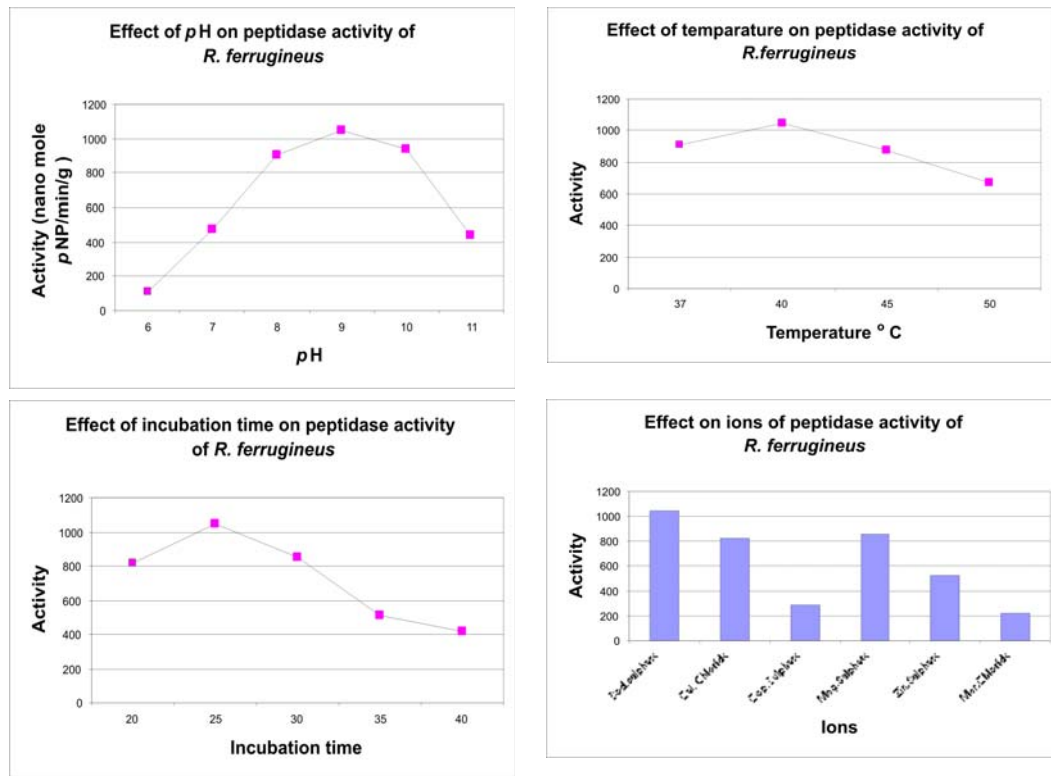 Effect of pH on peptidase activity of
R. ferrugineus
Activity (nano mole
pNP/min/g )
1200
1000
800
600
400
200
0
6 7 8 9 10 11
pH
Effect of temparature on peptidase activity of
R.ferrugineus
Activity
1200
1000
800
600
400
200
0
37 40 45 50
Temperature ° C
Effect of incubation time on peptidase activity
of R. ferrugineus
Activity
1200
1000
800
600
400
200
0
20 25 30 35 40
Incubation time
Effect on ions of peptidase activity of
R. ferrugineus
Activity
1200
1000
800
600
400
200
0
Chloride
Ions